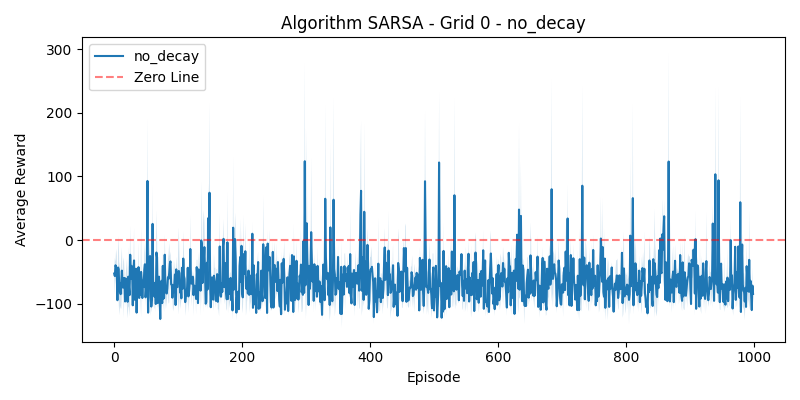 Algorithm SARSA - Grid 0 - no_decay
no_decay
Zero Line
Average Reward
300
200
100
0
−100
0
200
400
600
800
1000
Episode